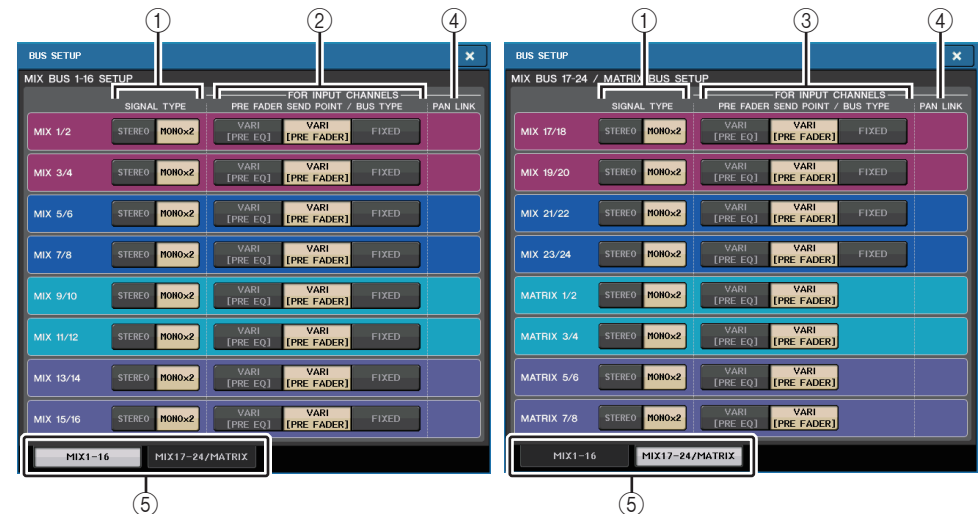 ① ② ④
BUS SETUP ×
MIX BUS 1-16 SETUP
FOR INPUT CHANNELS
SIGNAL TYPE PRE FADER SEND POINT / BUS TYPE PAN LINK
MIX 1/2 STEREO MONO×2 VARI [PRE EQ] VARI [PRE FADER] FIXED
MIX 3/4 STEREO MONO×2 VARI [PRE EQ] VARI [PRE FADER] FIXED
MIX 5/6 STEREO MONO×2 VARI [PRE EQ] VARI [PRE FADER] FIXED
MIX 7/8 STEREO MONO×2 VARI [PRE EQ] VARI [PRE FADER] FIXED
MIX 9/10 STEREO MONO×2 VARI [PRE EQ] VARI [PRE FADER] FIXED
MIX 11/12 STEREO MONO×2 VARI [PRE EQ] VARI [PRE FADER] FIXED
MIX 13/14 STEREO MONO×2 VARI [PRE EQ] VARI [PRE FADER] FIXED
MIX 15/16 STEREO MONO×2 VARI [PRE EQ] VARI [PRE FADER] FIXED
MIX1-16 MIX17-24/MATRIX
⑤
① ③ ④
BUS SETUP ×
MIX BUS 17-24 / MATRIX BUS SETUP
FOR INPUT CHANNELS
SIGNAL TYPE PRE FADER SEND POINT / BUS TYPE PAN LINK
MIX 17/18 STEREO MONO×2 VARI [PRE EQ] VARI [PRE FADER] FIXED
MIX 19/20 STEREO MONO×2 VARI [PRE EQ] VARI [PRE FADER] FIXED
MIX 21/22 STEREO MONO×2 VARI [PRE EQ] VARI [PRE FADER] FIXED
MIX 23/24 STEREO MONO×2 VARI [PRE EQ] VARI [PRE FADER] FIXED
MATRIX 1/2 STEREO MONO×2 VARI [PRE EQ] VARI [PRE FADER]
MATRIX 3/4 STEREO MONO×2 VARI [PRE EQ] VARI [PRE FADER]
MATRIX 5/6 STEREO MONO×2 VARI [PRE EQ] VARI [PRE FADER]
MATRIX 7/8 STEREO MONO×2 VARI [PRE EQ] VARI [PRE FADER]
MIX1-16 MIX17-24/MATRIX
⑤